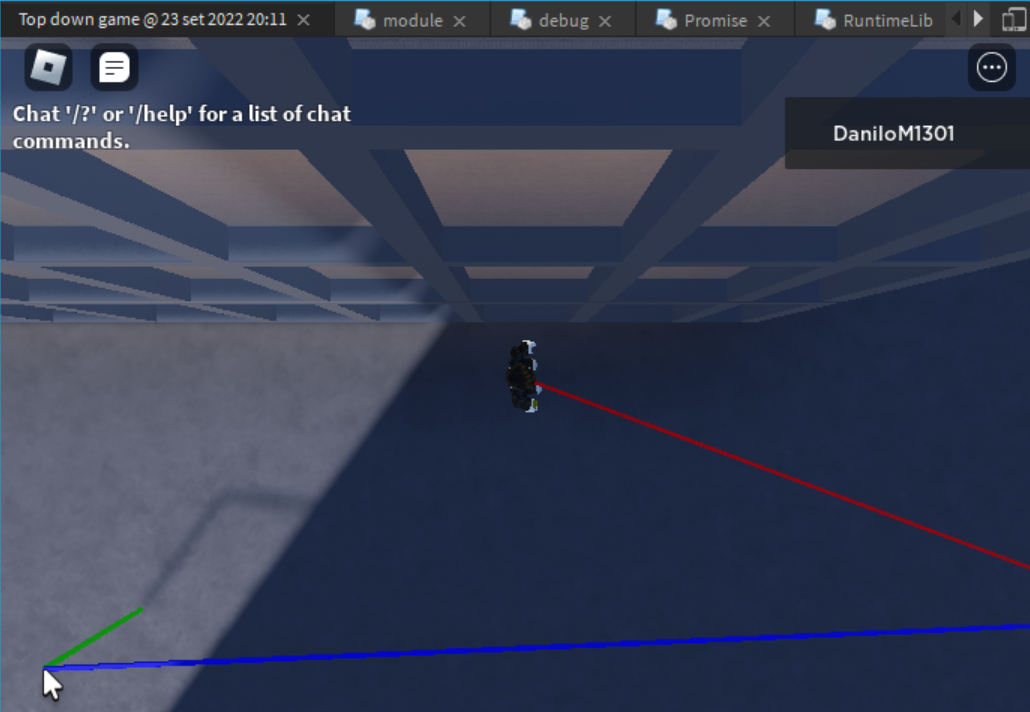 Top down game @ 23 set 2022 20:11
module
debug
Promise
RuntimeLib
Chat '/?' or '/help' for a list of chat
commands.
DaniloM1301